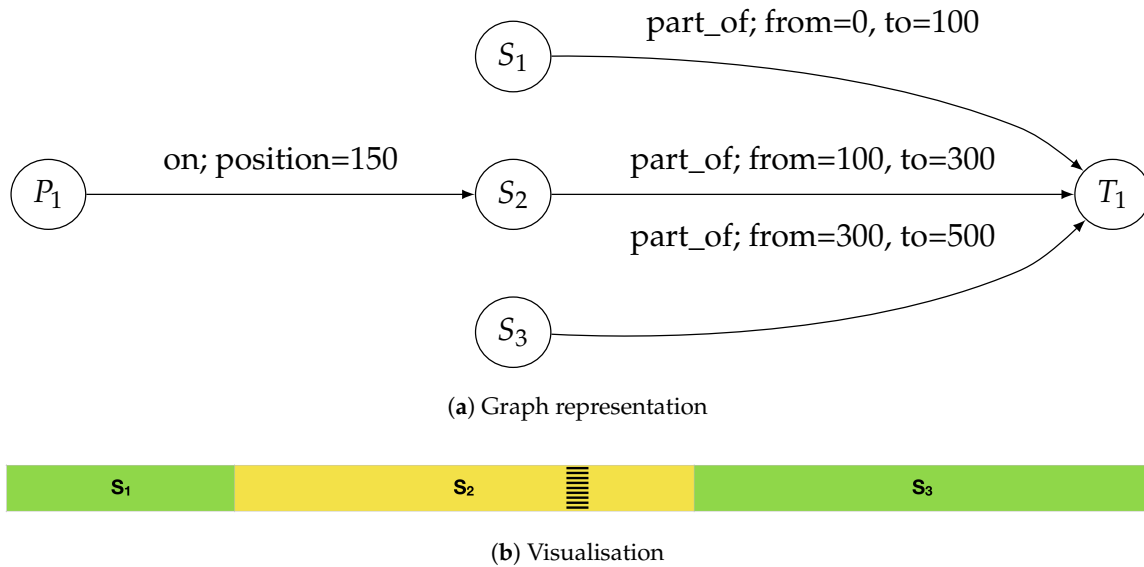 part_of; from=0, to=100
S1
on; position=150
part_of; from=100, to=300
P1
S2
T1
part_of; from=300, to=500
S3
(a) Graph representation
S1 S2 S3
(b) Visualisation